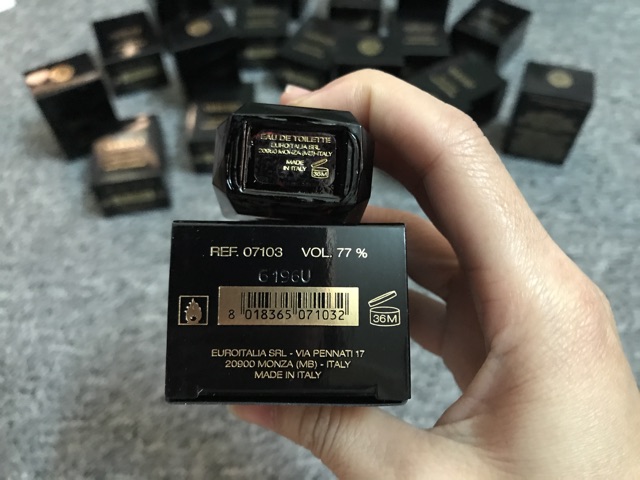 EAU DE TOILETTE
EUROITALIA SRL
20900 MONZA (MB)-ITALY
MADE
IN ITALY
36M
REF. 07103 VOL. 77 %
6196U
8 018365 071032
36M
EUROITALIA SRL - VIA PENNATI 17
20900 MONZA (MB) - ITALY
MADE IN ITALY